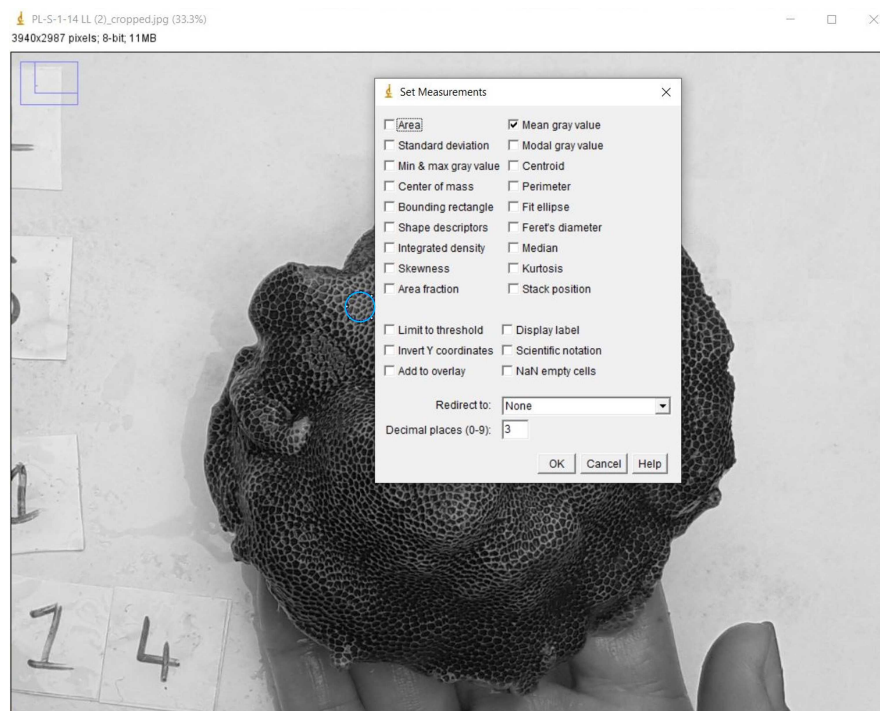 PL-S-1-14 LL (2)_cropped.jpg (33.3%)
3940x2987 pixels; 8-bit; 11MB
Set Measurements
Area Mean gray value
Standard deviation Modal gray value
Min & max gray value Centroid
Center of mass Perimeter
Bounding rectangle Fit ellipse
Shape descriptors Feret's diameter
Integrated density Median
Skewness Kurtosis
Area fraction Stack position
Limit to threshold Display label
Invert Y coordinates Scientific notation
Add to overlay NaN empty cells
Redirect to: None
Decimal places (0-9): 3
OK Cancel Help
1 4